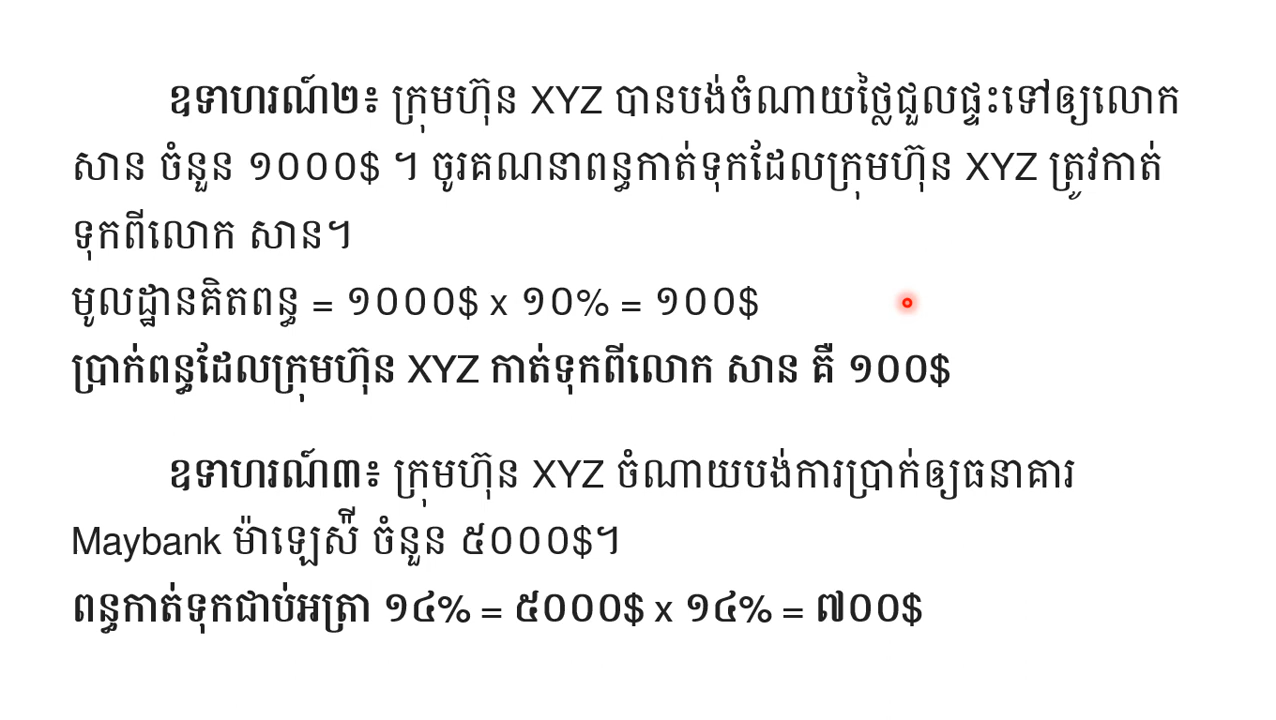 ឧទាហរណ៍២៖ ក្រុមហ៊ុន XYZ បានបង់ចំណាយថ្លៃជួលផ្ទះទៅឲ្យលោក
សាន ចំនួន ១០០០$ ។ ចូរគណនាពន្ធកាត់ទុកដែលក្រុមហ៊ុន XYZ ត្រូវកាត់
ទុកពីលោក សាន។
មូលដ្ឋានគិតពន្ធ = ១០០០$ x ១០% = ១០០$
ប្រាក់ពន្ធដែលក្រុមហ៊ុន XYZ កាត់ទុកពីលោក សាន គឺ ១០០$
ឧទាហរណ៍៣៖ ក្រុមហ៊ុន XYZ ចំណាយបង់ការប្រាក់ឲ្យធនាគារ
Maybank ម៉ាឡេស៉ី ចំនួន ៥០០០$។
ពន្ធកាត់ទុកជាប់អត្រា ១៤% = ៥០០០$ x ១៤% = ៧០០$